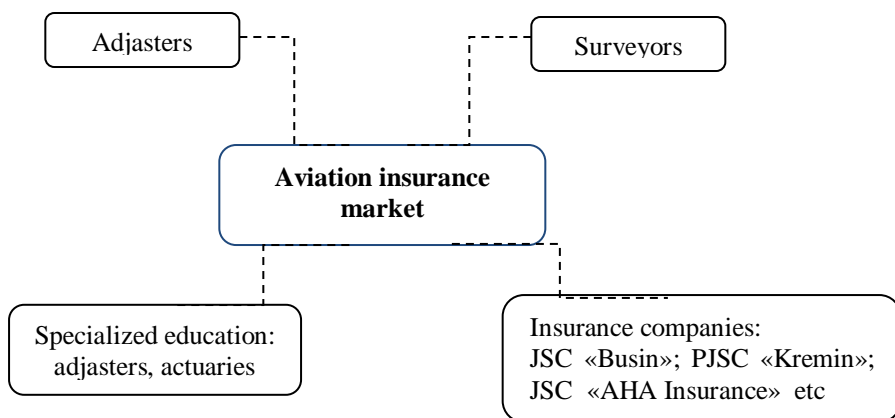 Adjasters
Surveyors
Aviation insurance
market
Specialized education:
adjasters, actuaries
Insurance companies:
JSC «Busin»; PJSC «Kremin»;
JSC «AHA Insurance» etc